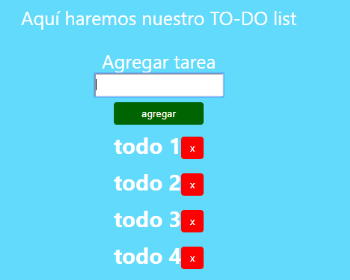 Aquí haremos nuestro TO-DO list
Agregar tarea
agregar
todo 1 x
todo 2 x
todo 3 x
todo 4 x